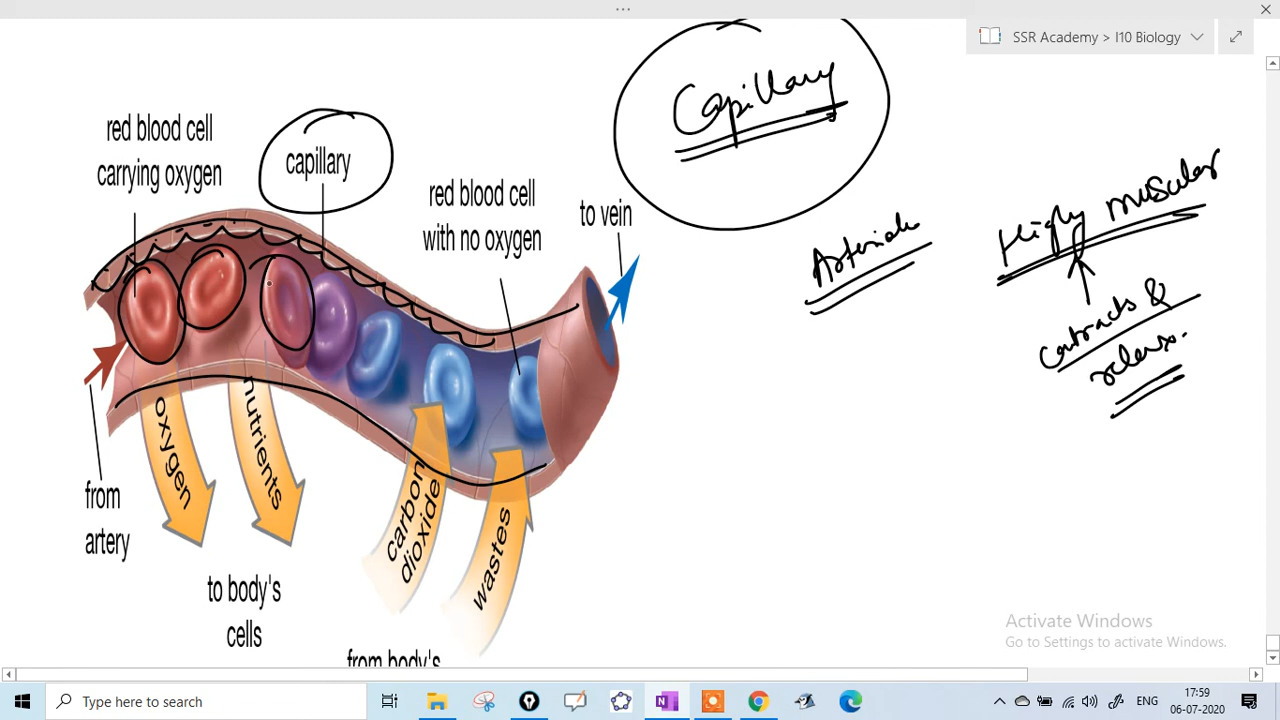 SSR Academy > I10 Biology
Capillary
red blood cell
carrying oxygen
capillary
red blood cell
with no oxygen
to vein
Arterioles
Highly muscular
contracts &
relaxes.
oxygen
nutrients
carbon
dioxide
wastes
from
artery
to body's
cells
from body's
Activate Windows
Go to Settings to activate Windows.
Type here to search
ENG
17:59
06-07-2020